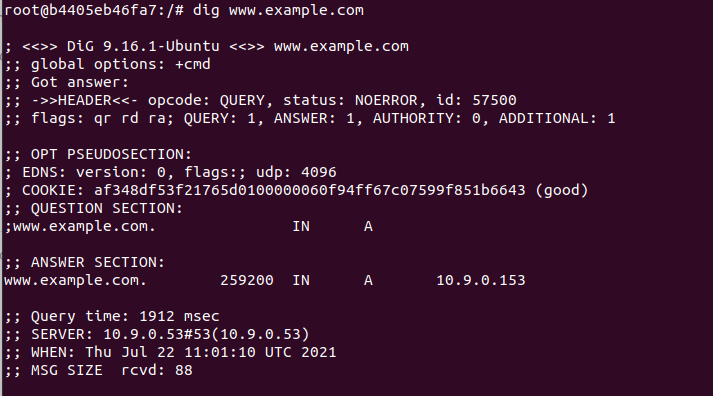 root@b4405eb46fa7:/# dig www.example.com
; <<>> DiG 9.16.1-Ubuntu <<>> www.example.com
;; global options: +cmd
;; Got answer:
;; ->>HEADER<<- opcode: QUERY, status: NOERROR, id: 57500
;; flags: qr rd ra; QUERY: 1, ANSWER: 1, AUTHORITY: 0, ADDITIONAL: 1
;; OPT PSEUDOSECTION:
; EDNS: version: 0, flags:; udp: 4096
; COOKIE: af348df53f21765d0100000060f94ff67c07599f851b6643 (good)
;; QUESTION SECTION:
;www.example.com. IN A
;; ANSWER SECTION:
www.example.com. 259200 IN A 10.9.0.153
;; Query time: 1912 msec
;; SERVER: 10.9.0.53#53(10.9.0.53)
;; WHEN: Thu Jul 22 11:01:10 UTC 2021
;; MSG SIZE rcvd: 88